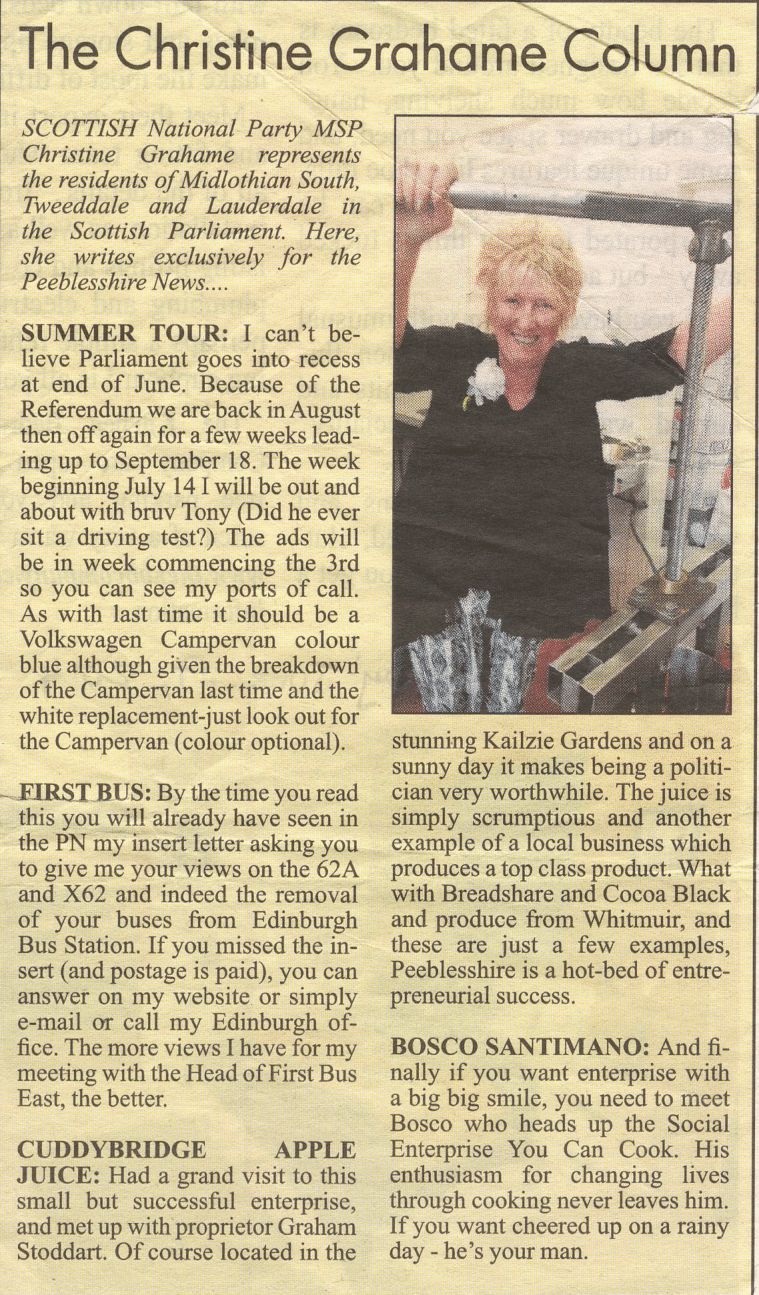 The Christine Grahame Column
SCOTTISH National Party MSP
Christine Grahame represents
the residents of Midlothian South,
Tweeddale and Lauderdale in
the Scottish Parliament. Here,
she writes exclusively for the
Peeblesshire News....
SUMMER TOUR: I can't be-
lieve Parliament goes into recess
at end of June. Because of the
Referendum we are back in August
then off again for a few weeks lead-
ing up to September 18. The week
beginning July 14 I will be out and
about with bruv Tony (Did he ever
sit a driving test?) The ads will
be in week commencing the 3rd
so you can see my ports of call.
As with last time it should be a
Volkswagen Campervan colour
blue although given the breakdown
of the Campervan last time and the
white replacement-just look out for
the Campervan (colour optional).
FIRST BUS: By the time you read
this you will already have seen in
the PN my insert letter asking you
to give me your views on the 62A
and X62 and indeed the removal
of your buses from Edinburgh
Bus Station. If you missed the in-
sert (and postage is paid), you can
answer on my website or simply
e-mail or call my Edinburgh of-
fice. The more views I have for my
meeting with the Head of First Bus
East, the better.
CUDDYBRIDGE APPLE
JUICE: Had a grand visit to this
small but successful enterprise,
and met up with proprietor Graham
Stoddart. Of course located in the
stunning Kailzie Gardens and on a
sunny day it makes being a politi-
cian very worthwhile. The juice is
simply scrumptious and another
example of a local business which
produces a top class product. What
with Breadshare and Cocoa Black
and produce from Whitmuir, and
these are just a few examples,
Peeblesshire is a hot-bed of entre-
preneurial success.
BOSCO SANTIMANO: And fi-
nally if you want enterprise with
a big big smile, you need to meet
Bosco who heads up the Social
Enterprise You Can Cook. His
enthusiasm for changing lives
through cooking never leaves him.
If you want cheered up on a rainy
day - he's your man.